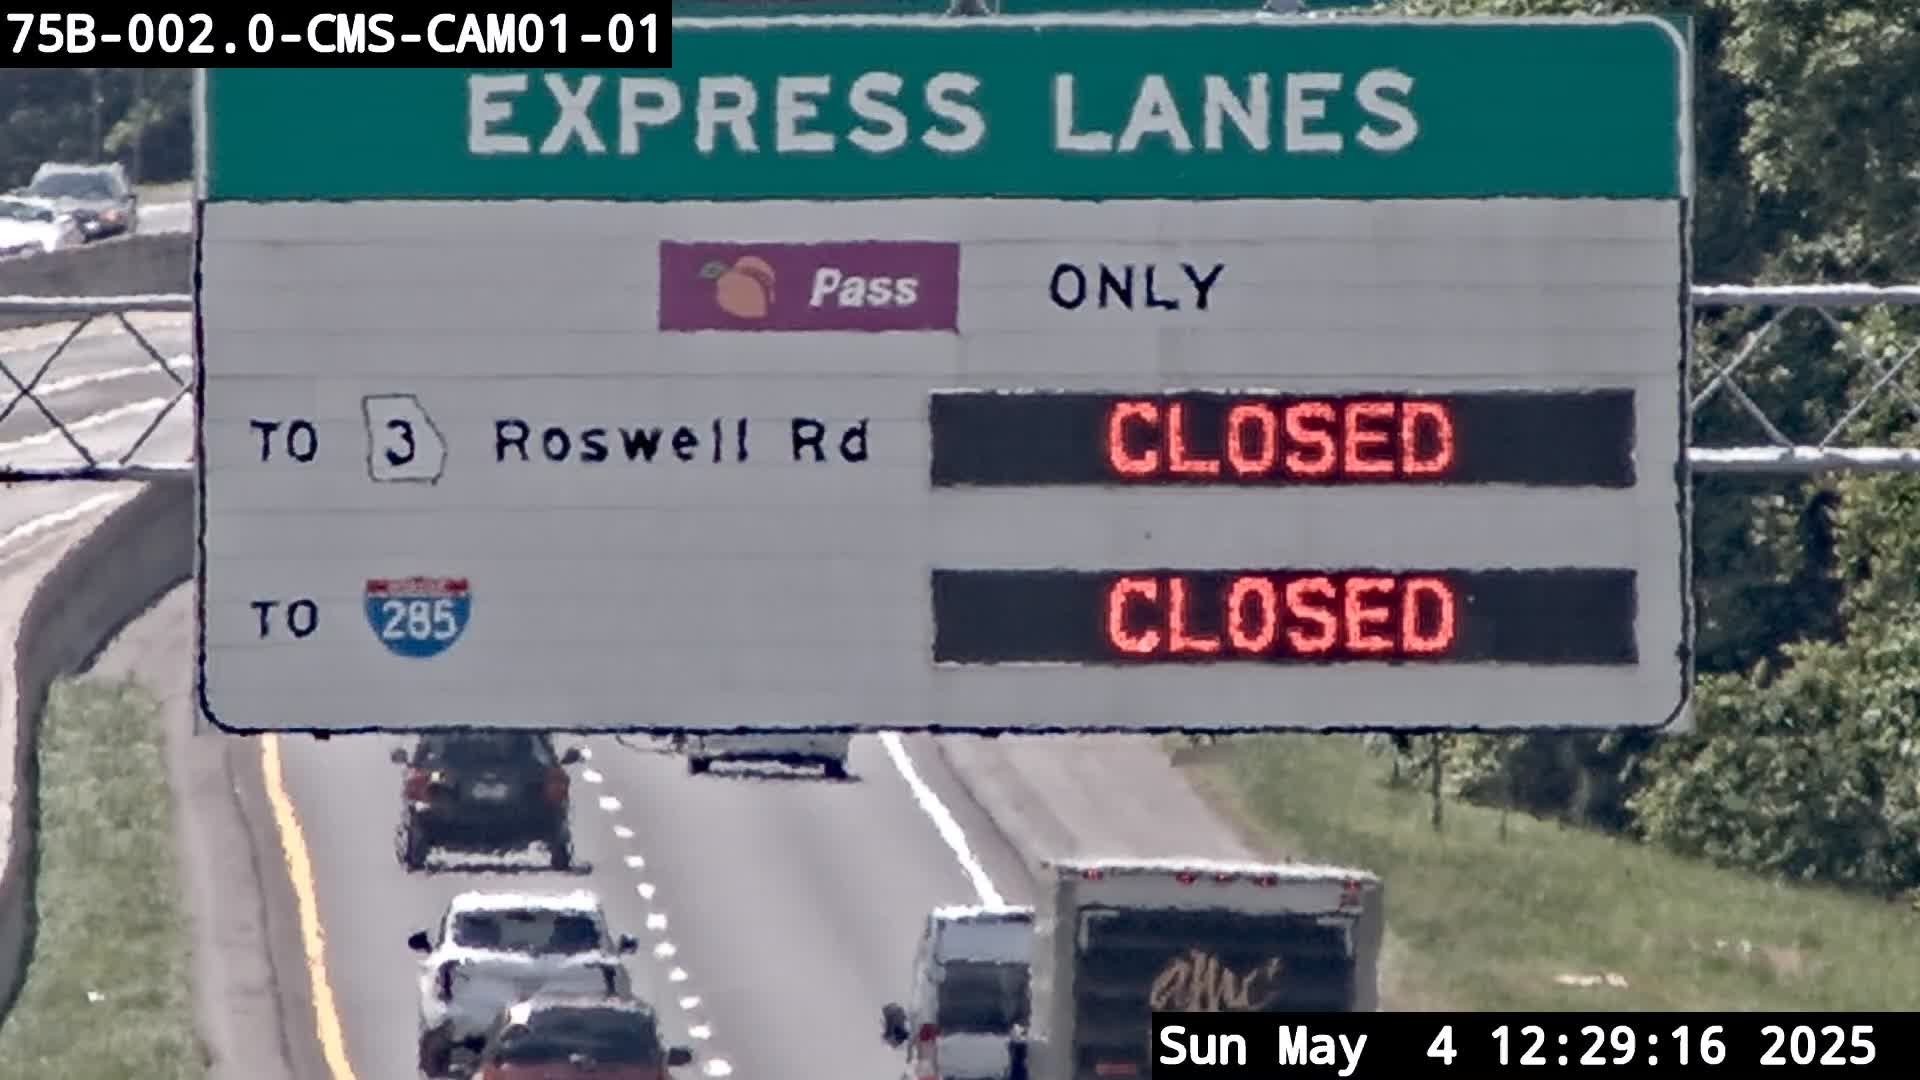 75B-002.0-CMS-CAM01-01
EXPRESS LANES
Pass ONLY
TO 3 Roswell Rd CLOSED
TO 285 CLOSED
Sun May 4 12:29:16 2025